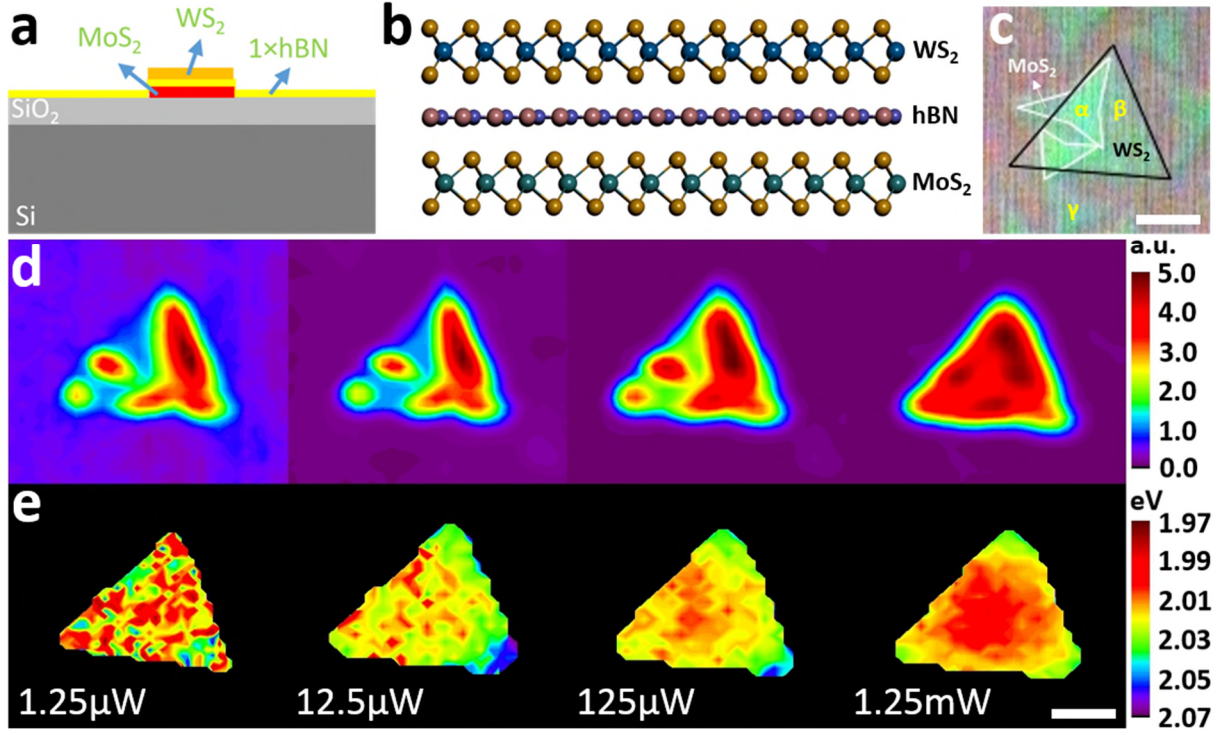 a
WS₂
MoS₂
1×hBN
SiO₂
Si
b
WS₂
hBN
MoS₂
c
MoS₂
α
β
WS₂
γ
d
a.u.
5.0
4.0
3.0
2.0
1.0
0.0
e
eV
1.97
1.99
2.01
2.03
2.05
2.07
1.25μW
12.5μW
125μW
1.25mW